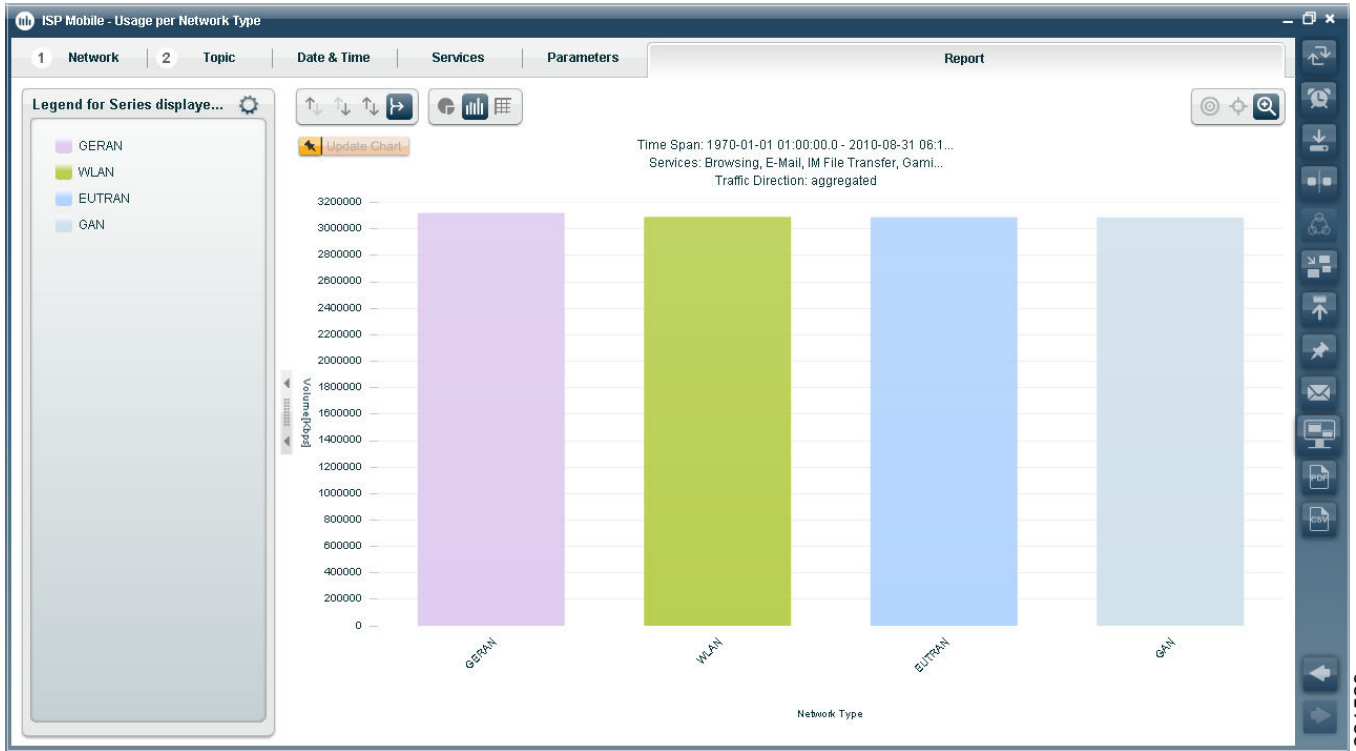 ISP Mobile - Usage per Network Type
1 Network 2 Topic Date & Time Services Parameters Report
Legend for Series displaye...
GERAN
WLAN
EUTRAN
GAN
Update Chart
Time Span: 1970-01-01 01:00:00.0 - 2010-08-31 06:1...
Services: Browsing, E-Mail, IM File Transfer, Gami...
Traffic Direction: aggregated
Volume[Kbps]
3200000
3000000
2800000
2600000
2400000
2200000
2000000
1800000
1600000
1400000
1200000
1000000
800000
600000
400000
200000
0
GERAN
WLAN
EUTRAN
GAN
Network Type
PDF
CSV